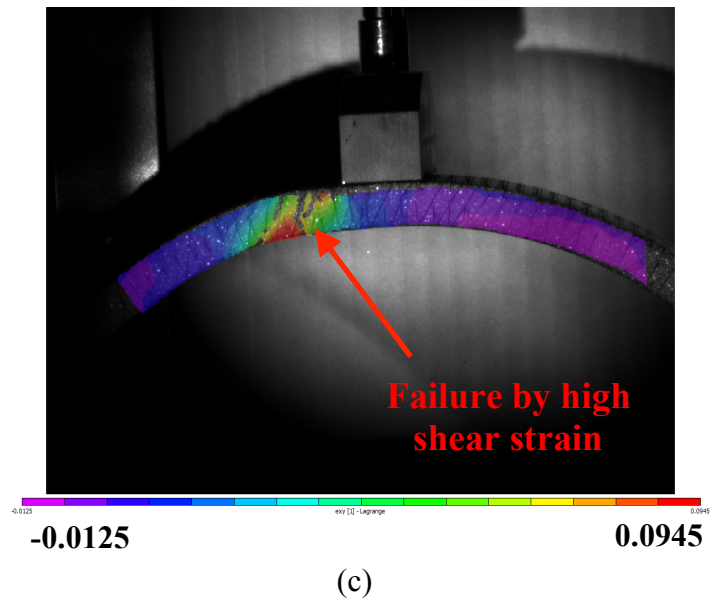 Failure by high
shear strain
-0.0125
exy [1] - Lagrange
0.0945
-0.0125
0.0945
(c)